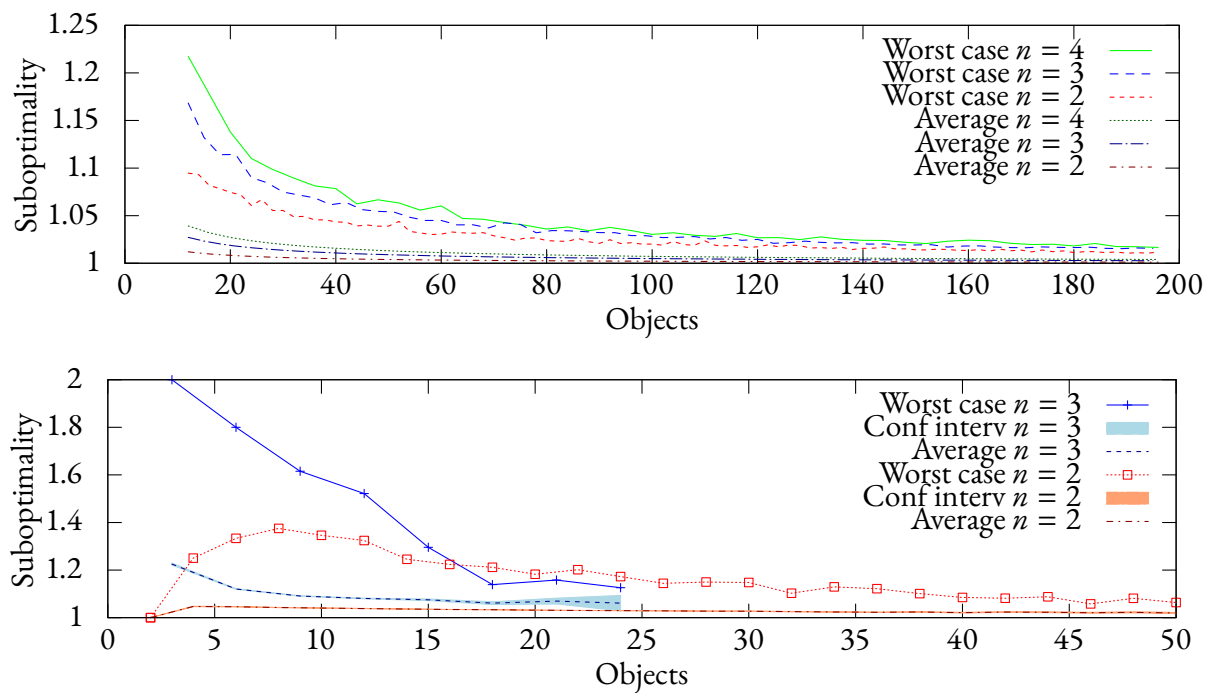 1.25
1.2
1.15
1.1
1.05
1
Suboptimality
Worst case n = 4
Worst case n = 3
Worst case n = 2
Average n = 4
Average n = 3
Average n = 2
0 20 40 60 80 100 120 140 160 180 200
Objects
2
1.8
1.6
1.4
1.2
1
Suboptimality
Worst case n = 3
Conf interv n = 3
Average n = 3
Worst case n = 2
Conf interv n = 2
Average n = 2
0 5 10 15 20 25 30 35 40 45 50
Objects